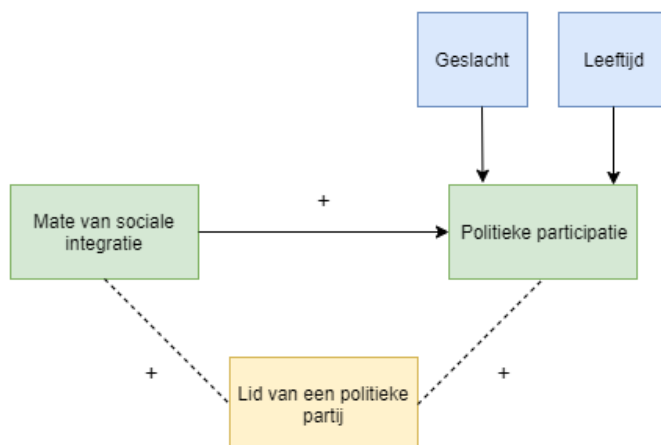 Geslacht
Leeftijd
+
Mate van sociale
integratie
Politieke participatie
+
+
Lid van een politieke
partij